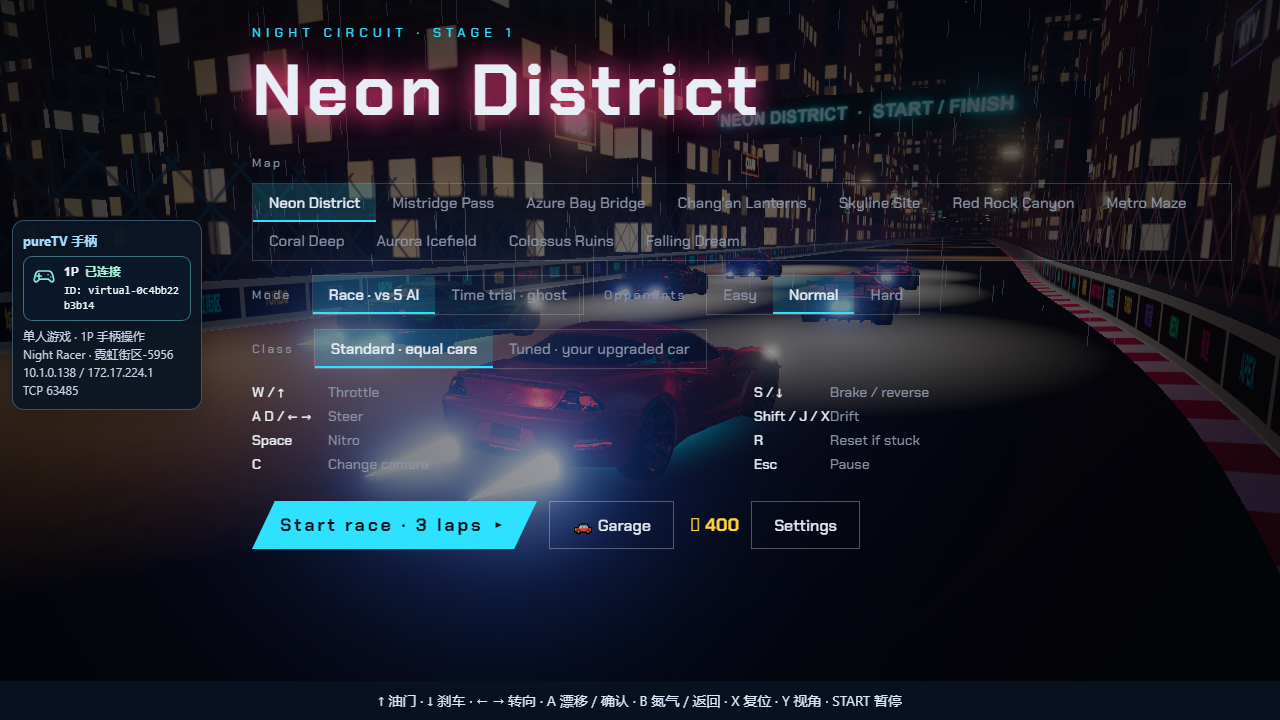 NIGHT CIRCUIT · STAGE 1
Neon District
NEON DISTRICT · START / FINISH
Map
Neon District Mistridge Pass Azure Bay Bridge Chang'an Lanterns Skyline Site Red Rock Canyon Metro Maze
Coral Deep Aurora Icefield Colossus Ruins Falling Dream
pureTV 手柄
1P 已连接
ID: virtual-0c4bb22
b3b14
单人游戏 · 1P 手柄操作
Night Racer · 霓虹街区-5956
10.1.0.138 / 172.17.224.1
TCP 63485
Mode Race · vs 5 AI Time trial · ghost Opponents Easy Normal Hard
Class Standard · equal cars Tuned · your upgraded car
W / ↑ Throttle S / ↓ Brake / reverse
A D / ← → Steer Shift / J / X Drift
Space Nitro R Reset if stuck
C Change camera Esc Pause
Start race · 3 laps ▸ Garage 400 Settings
↑ 油门 · ↓ 刹车 · ← → 转向 · A 漂移 / 确认 · B 氮气 / 返回 · X 复位 · Y 视角 · START 暂停